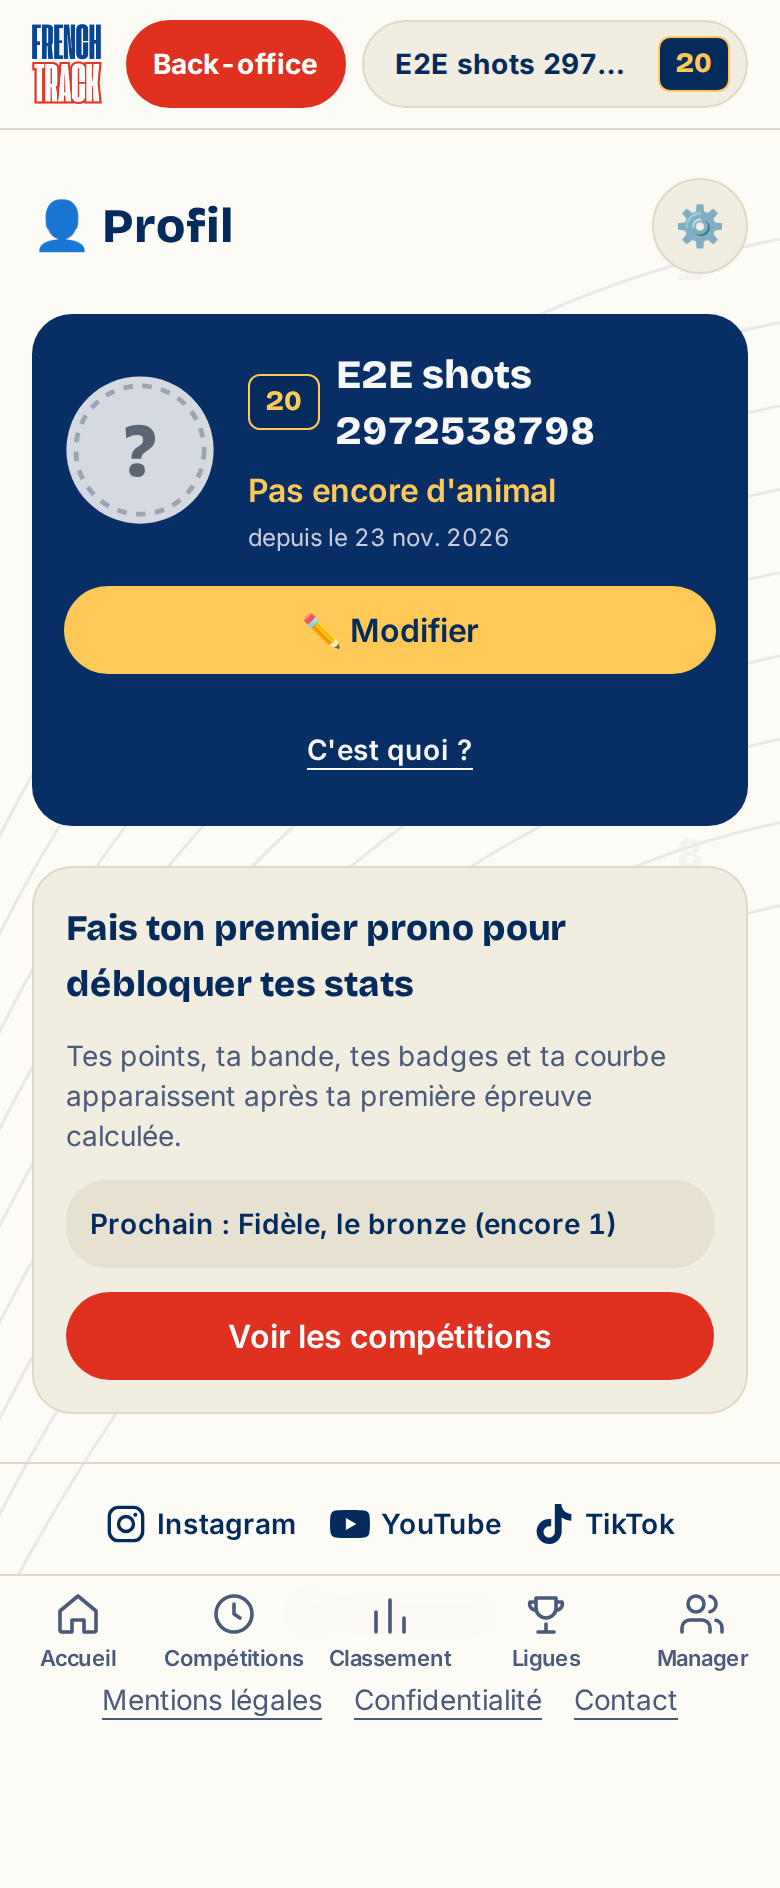 FRENCH
TRACK
Back-office
E2E shots 297...
20
Profil
20
E2E shots
2972538798
?
Pas encore d'animal
depuis le 23 nov. 2026
Modifier
C'est quoi ?
8
Fais ton premier prono pour
débloquer tes stats
Tes points, ta bande, tes badges et ta courbe
apparaissent après ta première épreuve
calculée.
Prochain : Fidèle, le bronze (encore 1)
Voir les compétitions
Instagram
YouTube
TikTok
Accueil
Compétitions
Classement
Ligues
Manager
Mentions légales
Confidentialité
Contact